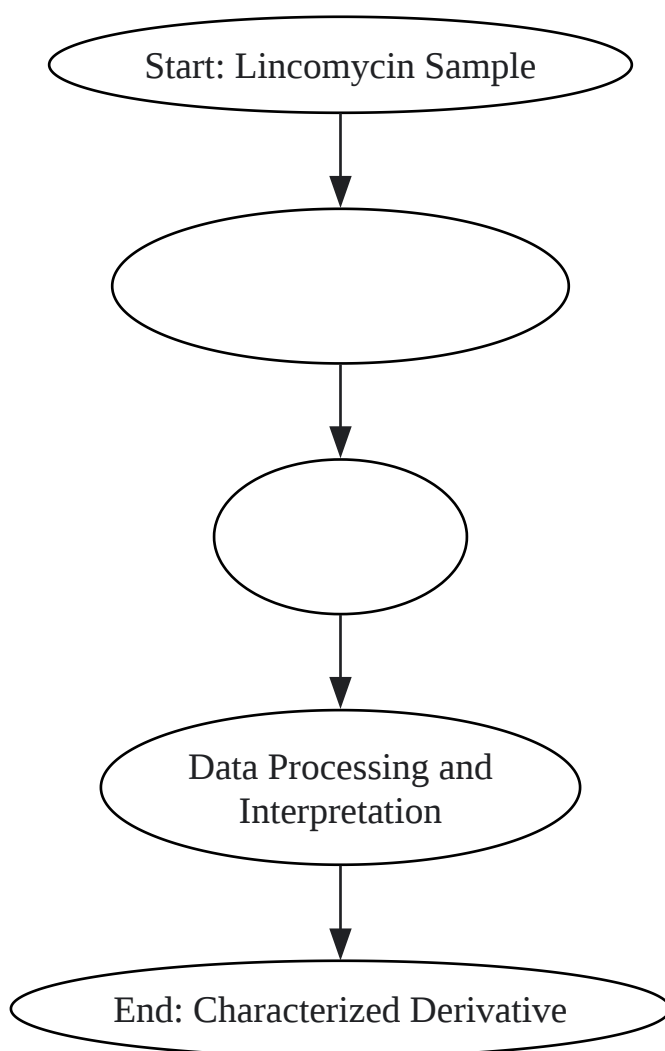 Start: Lincomycin Sample
Data Processing and
Interpretation
End: Characterized Derivative